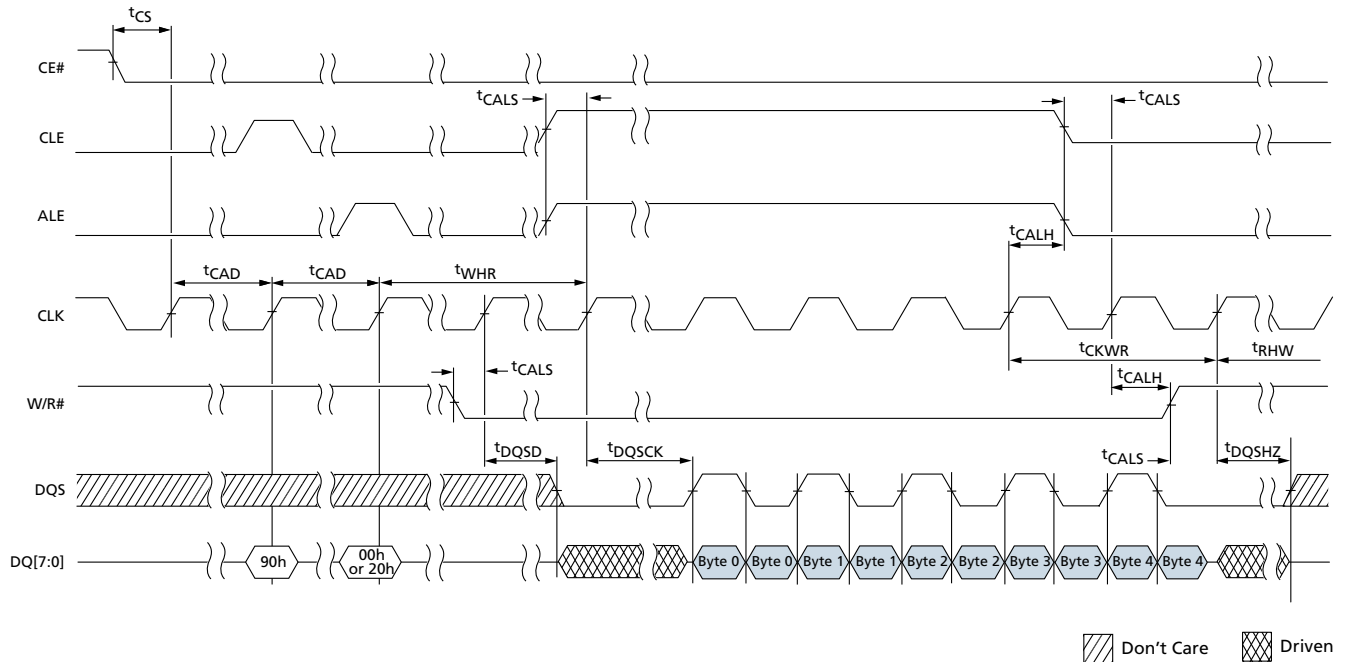 tCS
CE#
tCALS
tCALS
CLE
ALE
tCALH
tCAD
tCAD
tWHR
CLK
tCKWR
tRHW
tCALS
tCALH
W/R#
tDQSD
tDQSCK
tCALS
tDQSHZ
DQS
DQ[7:0]
90h
00h
or 20h
Byte 0
Byte 0
Byte 1
Byte 1
Byte 2
Byte 2
Byte 3
Byte 3
Byte 4
Byte 4
Don't Care
Driven